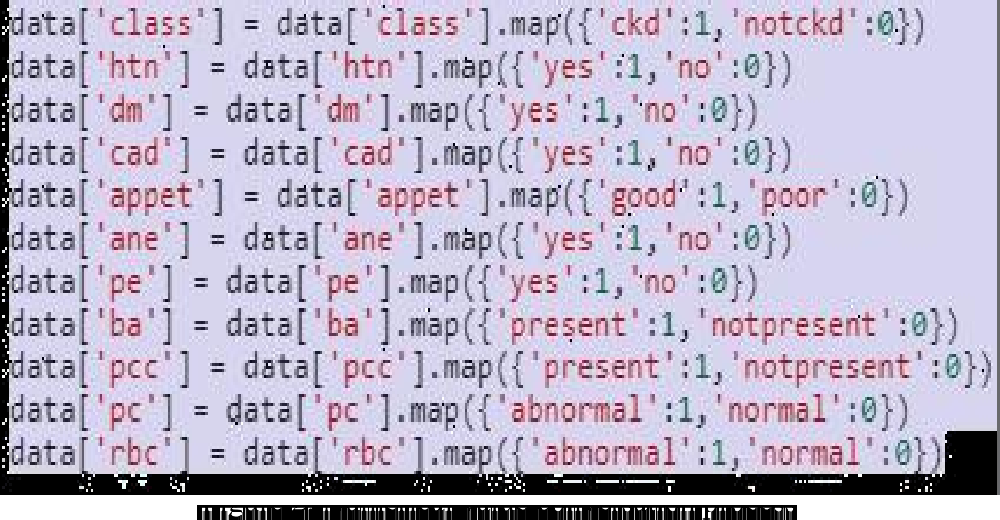 data['class'] = data['class'].map({'ckd':1,'notckd':0})
data['htn'] = data['htn'].map({'yes':1,'no':0})
data['dm'] = data['dm'].map({'yes':1,'no':0})
data['cad'] = data['cad'].map({'yes':1,'no':0})
data['appet'] = data['appet'].map({'good':1,'poor':0})
data['ane'] = data['ane'].map({'yes':1,'no':0})
data['pe'] = data['pe'].map({'yes':1,'no':0})
data['ba'] = data['ba'].map({'present':1,'notpresent':0})
data['pcc'] = data['pcc'].map({'present':1,'notpresent':0})
data['pc'] = data['pc'].map({'abnormal':1,'normal':0})
data['rbc'] = data['rbc'].map({'abnormal':1,'normal':0})